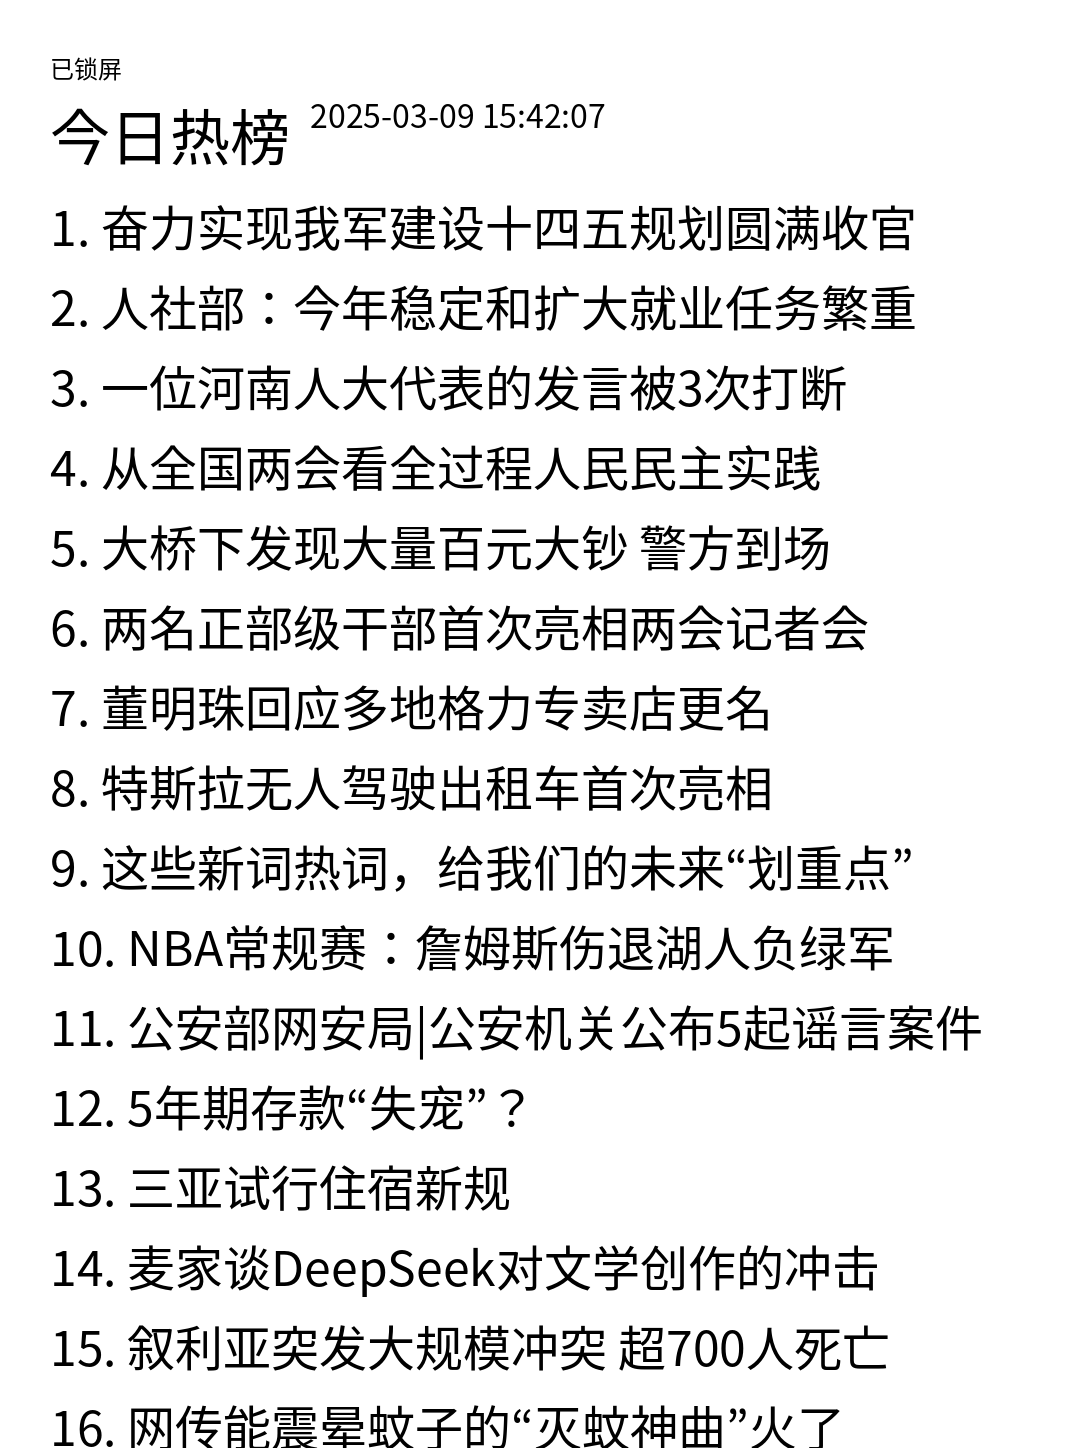 已锁屏
今日热榜 2025-03-09 15:42:07
1. 奋力实现我军建设十四五规划圆满收官
2. 人社部：今年稳定和扩大就业任务繁重
3. 一位河南人大代表的发言被3次打断
4. 从全国两会看全过程人民民主实践
5. 大桥下发现大量百元大钞 警方到场
6. 两名正部级干部首次亮相两会记者会
7. 董明珠回应多地格力专卖店更名
8. 特斯拉无人驾驶出租车首次亮相
9. 这些新词热词，给我们的未来“划重点”
10. NBA常规赛：詹姆斯伤退湖人负绿军
11. 公安部网安局|公安机关公布5起谣言案件
12. 5年期存款“失宠”？
13. 三亚试行住宿新规
14. 麦家谈DeepSeek对文学创作的冲击
15. 叙利亚突发大规模冲突 超700人死亡
16. 网传能震晕蚊子的“灭蚊神曲”火了